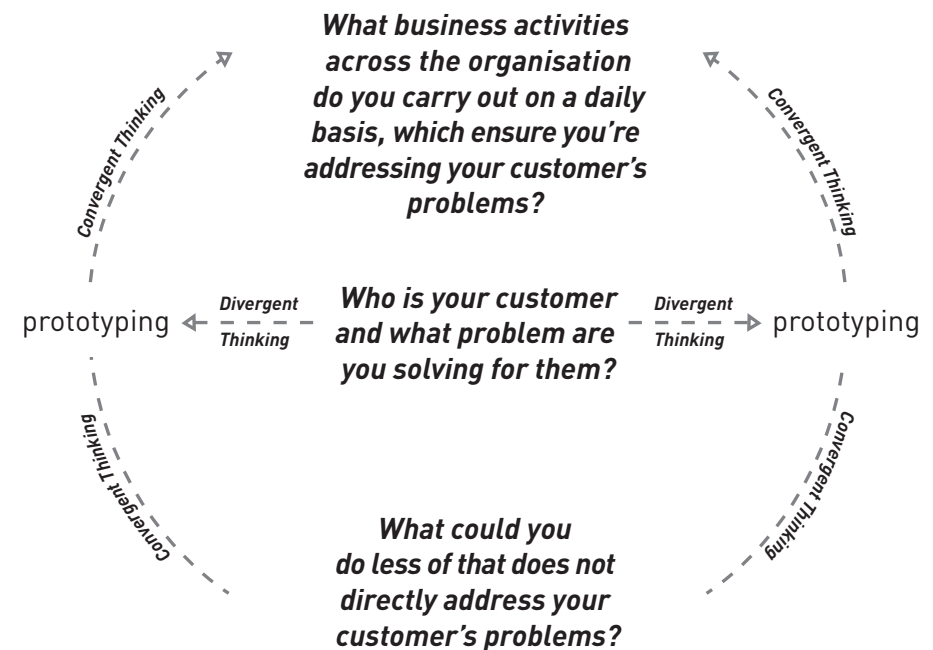 What business activities
across the organisation
do you carry out on a daily
basis, which ensure you're
addressing your customer's
problems?
Convergent Thinking
Convergent Thinking
prototyping
Divergent
Thinking
Who is your customer
and what problem are
you solving for them?
Divergent
Thinking
prototyping
Convergent Thinking
Convergent Thinking
What could you
do less of that does not
directly address your
customer's problems?